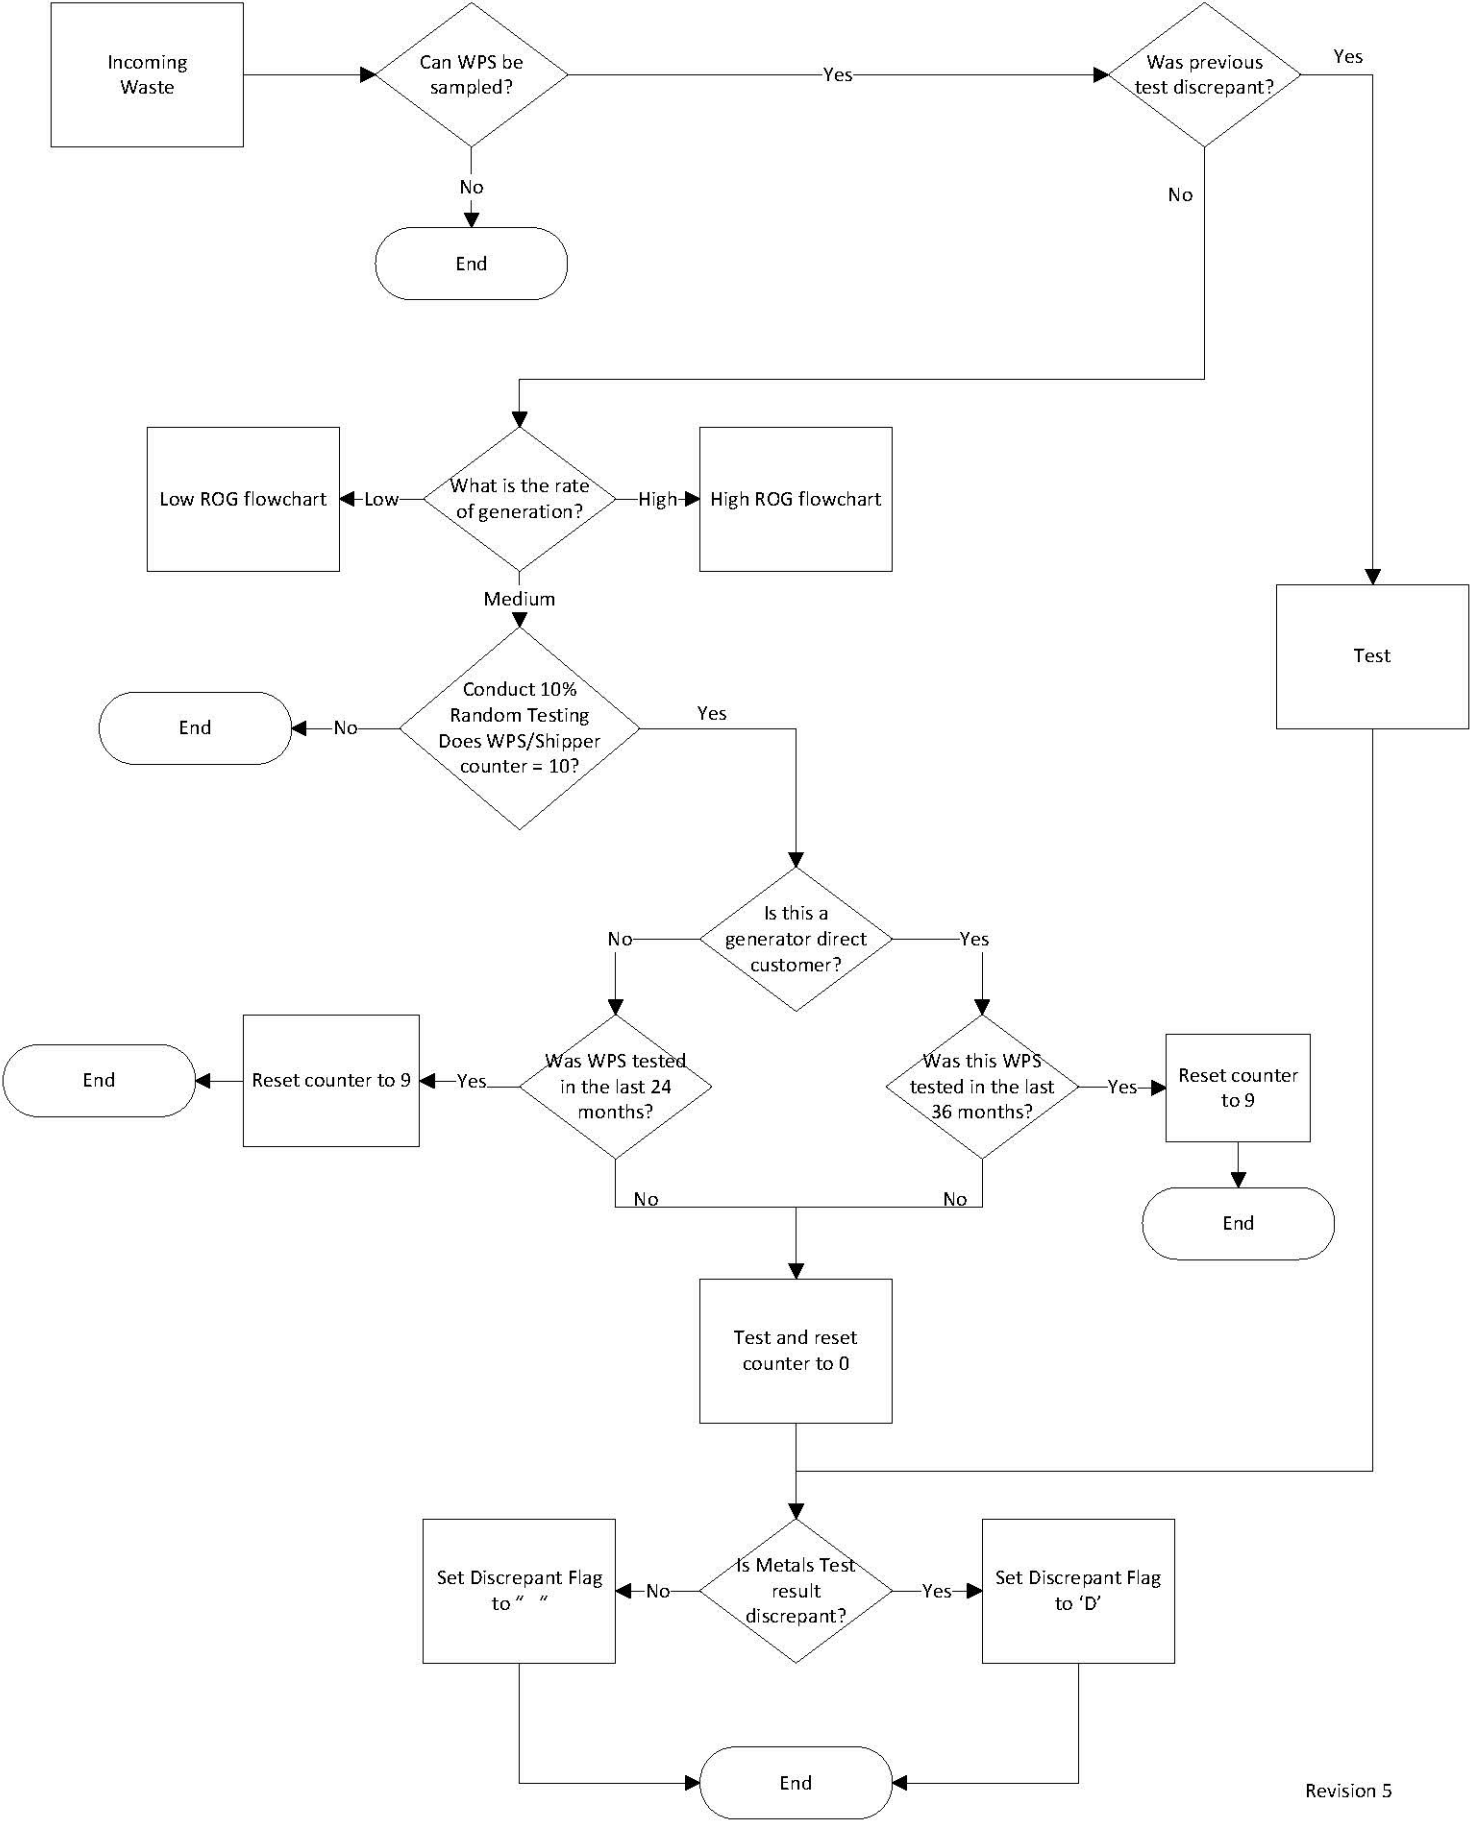 Incoming
Waste
Can WPS be
sampled?
Yes
Was previous
test discrepant?
Yes
No
End
No
What is the rate
of generation?
Low
Low ROG flowchart
High
High ROG flowchart
Medium
Test
Conduct 10%
Random Testing
Does WPS/Shipper
counter = 10?
No
End
Yes
Is this a
generator direct
customer?
No
Yes
Was WPS tested
in the last 24
months?
Yes
Reset counter to 9
End
Was this WPS
tested in the last
36 months?
Yes
Reset counter
to 9
End
No
No
Test and reset
counter to 0
Is Metals Test
result
discrepant?
No
Set Discrepant Flag
to “   “
Yes
Set Discrepant Flag
to ‘D’
End
Revision 5